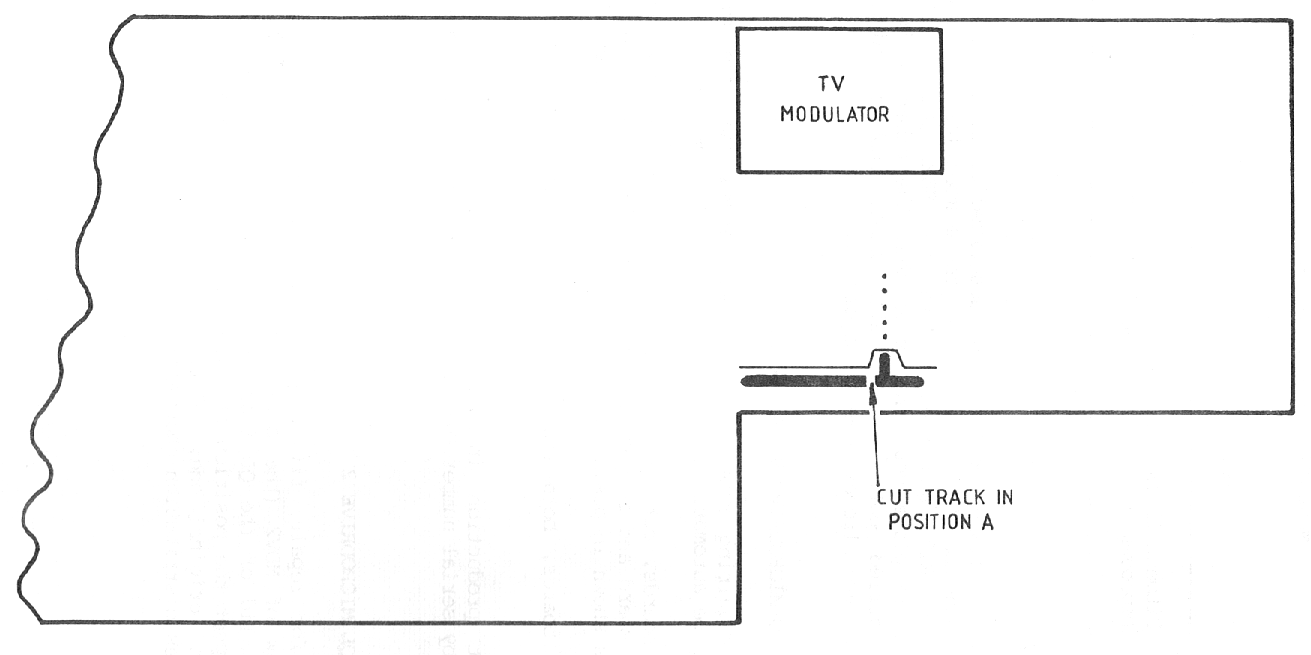 TV
MODULATOR
CUT TRACK IN
POSITION A